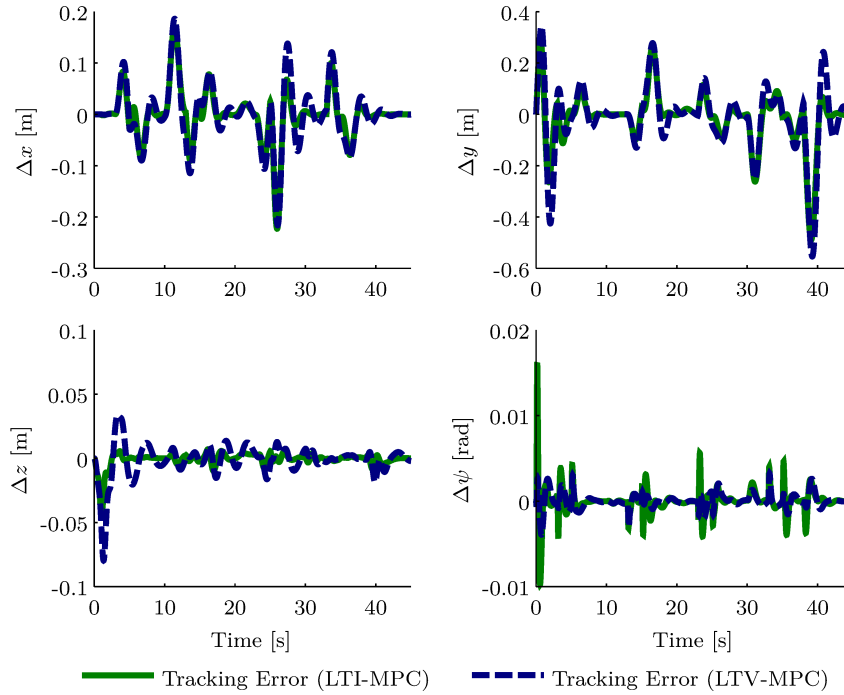 0.2
0.1
0
-0.1
-0.2
-0.3
Δx [m]
0 10 20 30 40
0.4
0.2
0
-0.2
-0.4
-0.6
Δy [m]
0 10 20 30 40
0.1
0.05
0
-0.05
-0.1
Δz [m]
0 10 20 30 40
Time [s]
0.02
0.01
0
-0.01
Δψ [rad]
0 10 20 30 40
Time [s]
Tracking Error (LTI-MPC) Tracking Error (LTV-MPC)